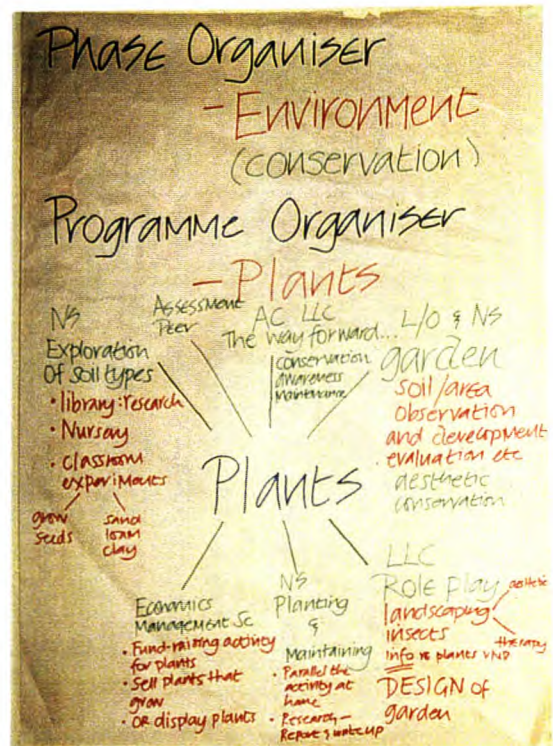 Phase Organiser
- Environment
(conservation)
Programme Organiser
- Plants
NS
Exploration
of soil types
• library: research
• Nursery
• classroom
experiments
grow
seeds
sand
loam
clay
Assessment
Peer
AC LLC
The way forward...
conservation
awareness
maintenance
L/O & NS
garden
soil/area
observation
and development
evaluation etc
aesthetic
conservation
Plants
Economics
Management Sc
• Fund-raising activity
for plants
• Sell plants that
grow
• OR display plants
NS
Planting
&
Maintaining
• Parallel the
activity at
home
• Research –
Report & write up
LLC
Role play
landscaping
insects
info re plants
aesthetic
therapy
DESIGN of
garden